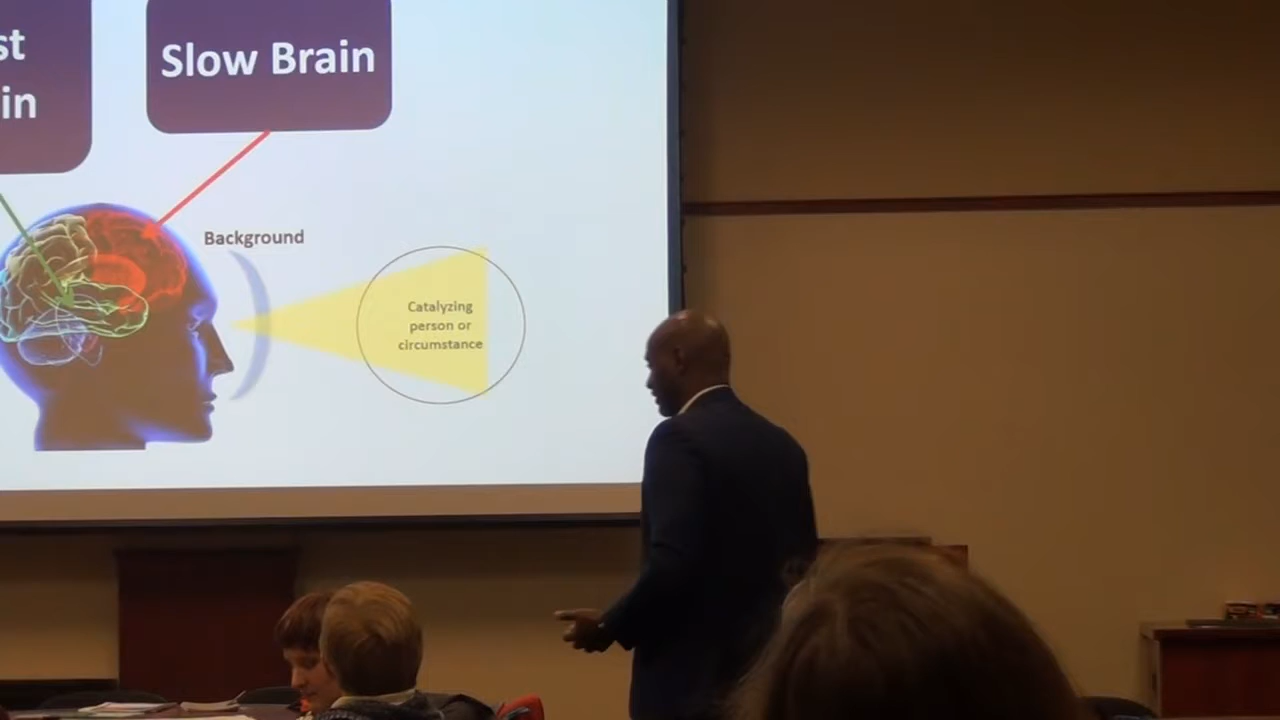 st
in
Slow Brain
Background
Catalyzing
person or
circumstance